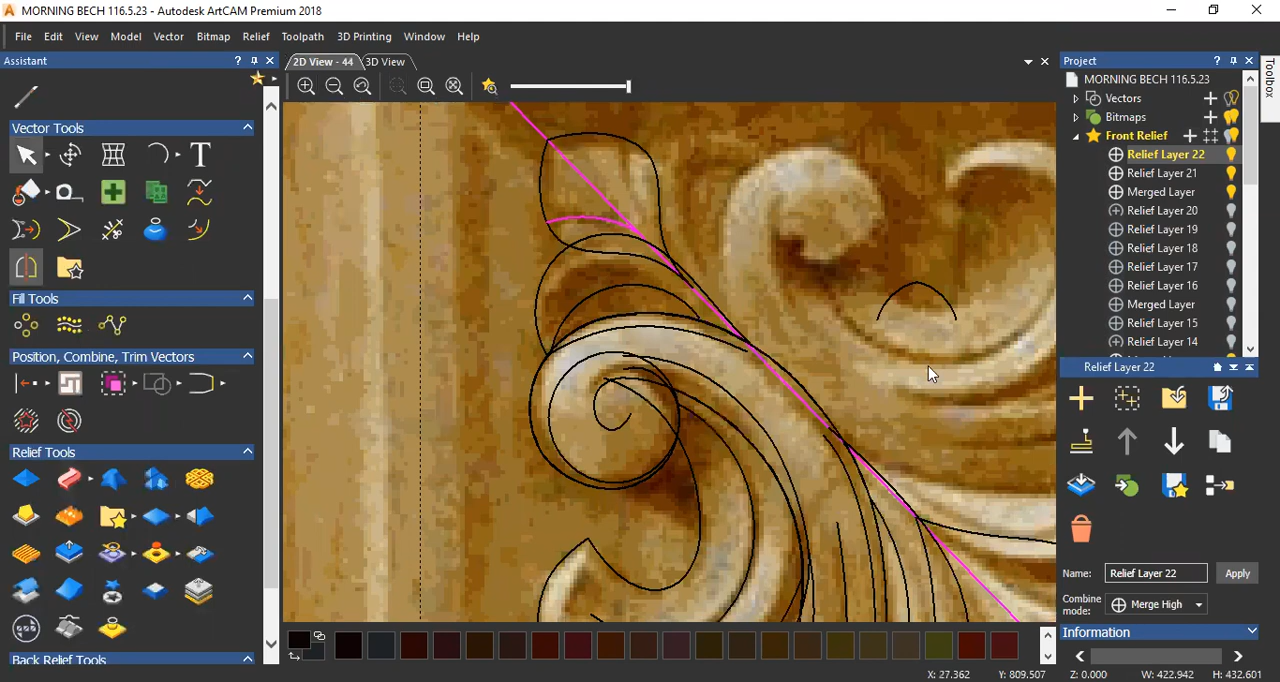 MORNING BECH 116.5.23 - Autodesk ArtCAM Premium 2018
File Edit View Model Vector Bitmap Relief Toolpath 3D Printing Window Help
Assistant ?
2D View - 44 3D View
Project ?
Toolbox
Vector Tools
Fill Tools
Position, Combine, Trim Vectors
Relief Tools
Back Relief Tools
MORNING BECH 116.5.23
Vectors
Bitmaps
Front Relief
Relief Layer 22
Relief Layer 21
Merged Layer
Relief Layer 20
Relief Layer 19
Relief Layer 18
Relief Layer 17
Relief Layer 16
Merged Layer
Relief Layer 15
Relief Layer 14
Relief Layer 22
Name: Relief Layer 22 Apply
Combine mode: Merge High
Information
X: 27.362 Y: 809.507 Z: 0.000 W: 422.942 H: 432.601